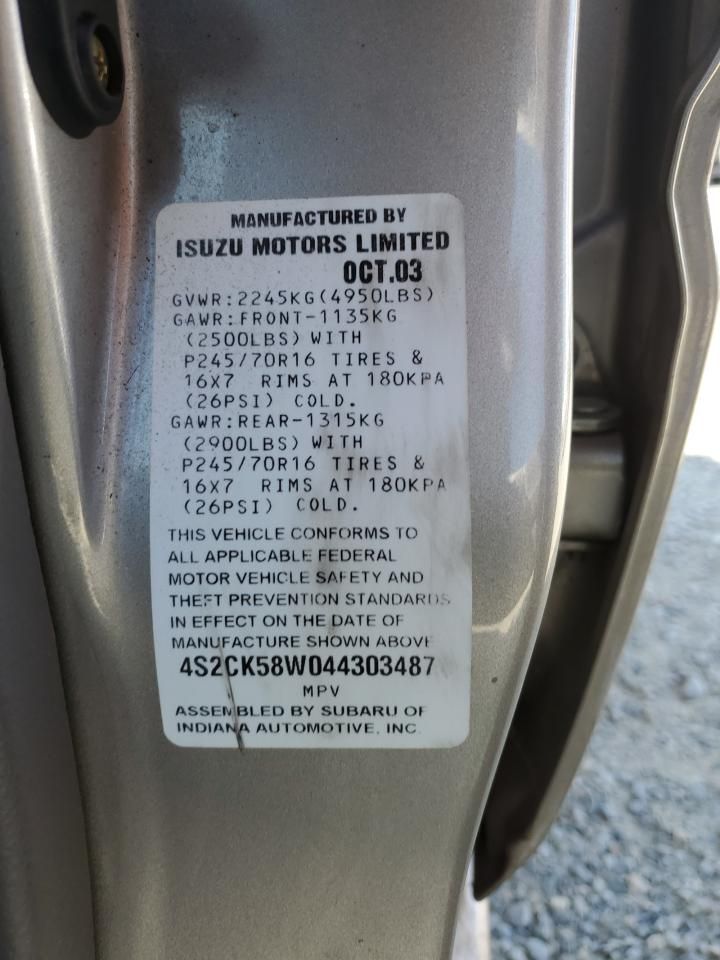 MANUFACTURED BY
ISUZU MOTORS LIMITED
OCT.03
GVWR:2245KG(4950LBS)
GAWR:FRONT-1135KG
(2500LBS) WITH
P245/70R16 TIRES &
16X7 RIMS AT 180KPA
(26PSI) COLD.
GAWR:REAR-1315KG
(2900LBS) WITH
P245/70R16 TIRES &
16X7 RIMS AT 180KPA
(26PSI) COLD.
THIS VEHICLE CONFORMS TO
ALL APPLICABLE FEDERAL
MOTOR VEHICLE SAFETY AND
THEFT PREVENTION STANDARDS
IN EFFECT ON THE DATE OF
MANUFACTURE SHOWN ABOVE
4S2CK58W044303487
MPV
ASSEMBLED BY SUBARU OF
INDIANA AUTOMOTIVE, INC.